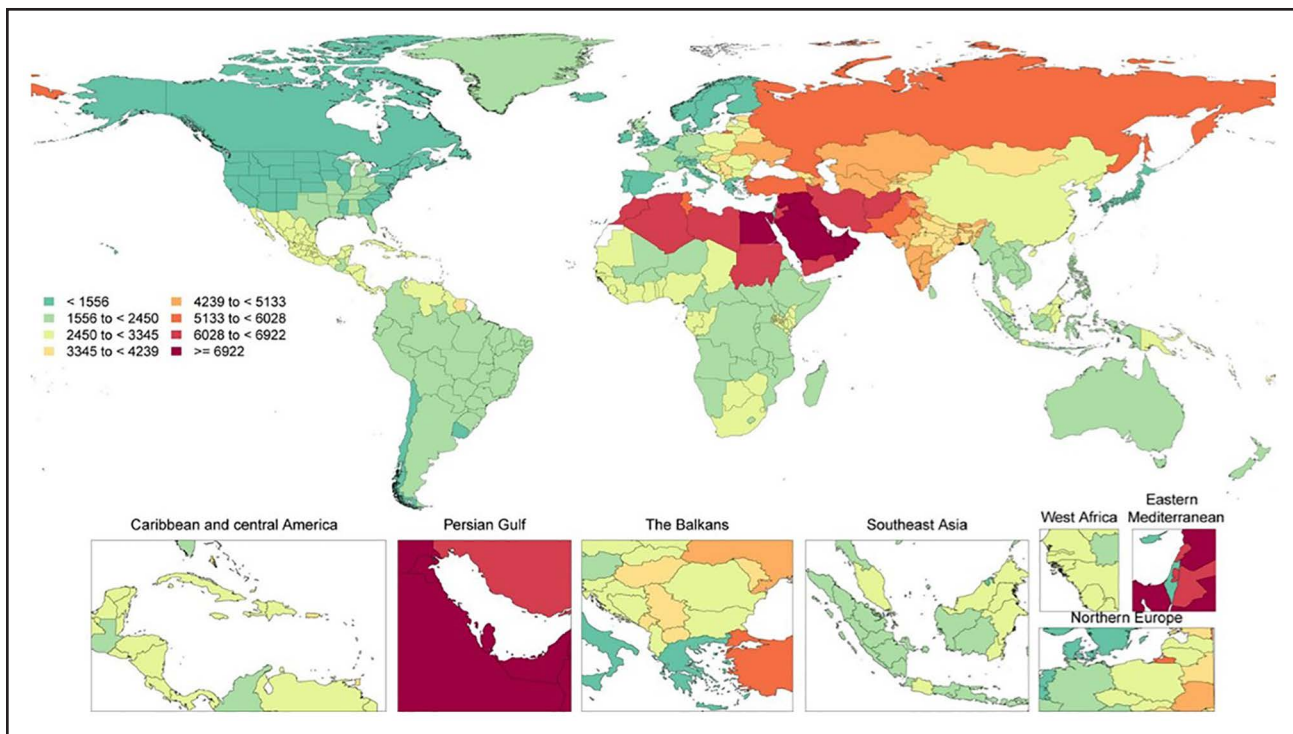 < 1556
1556 to < 2450
2450 to < 3345
3345 to < 4239
4239 to < 5133
5133 to < 6028
6028 to < 6922
>= 6922
Caribbean and central America
Persian Gulf
The Balkans
Southeast Asia
West Africa
Eastern
Mediterranean
Northern Europe